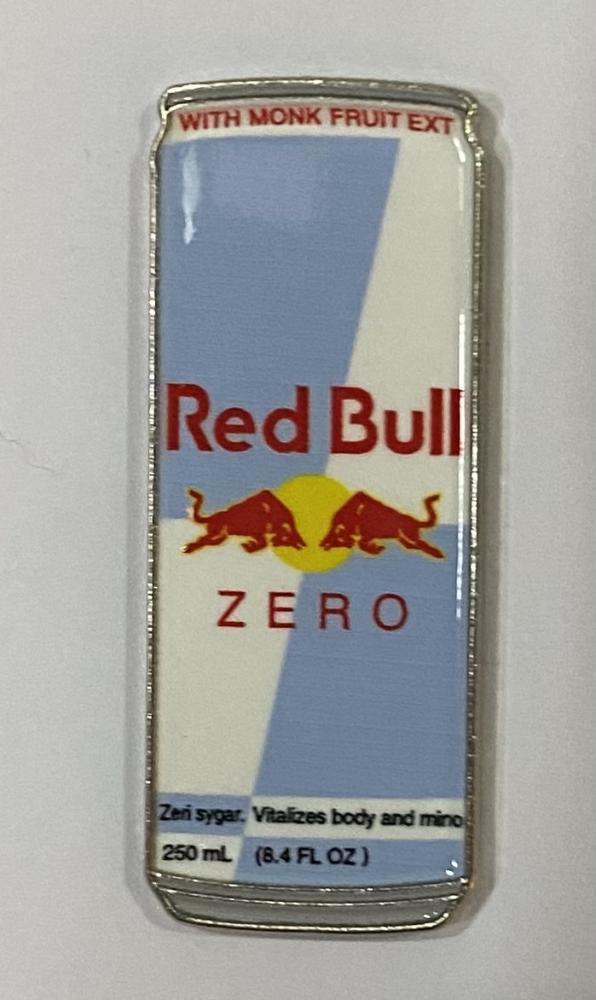 WITH MONK FRUIT EXT
Red Bull
ZERO
Zeri sygar. Vitalizes body and mino
250 mL (8.4 FL OZ )